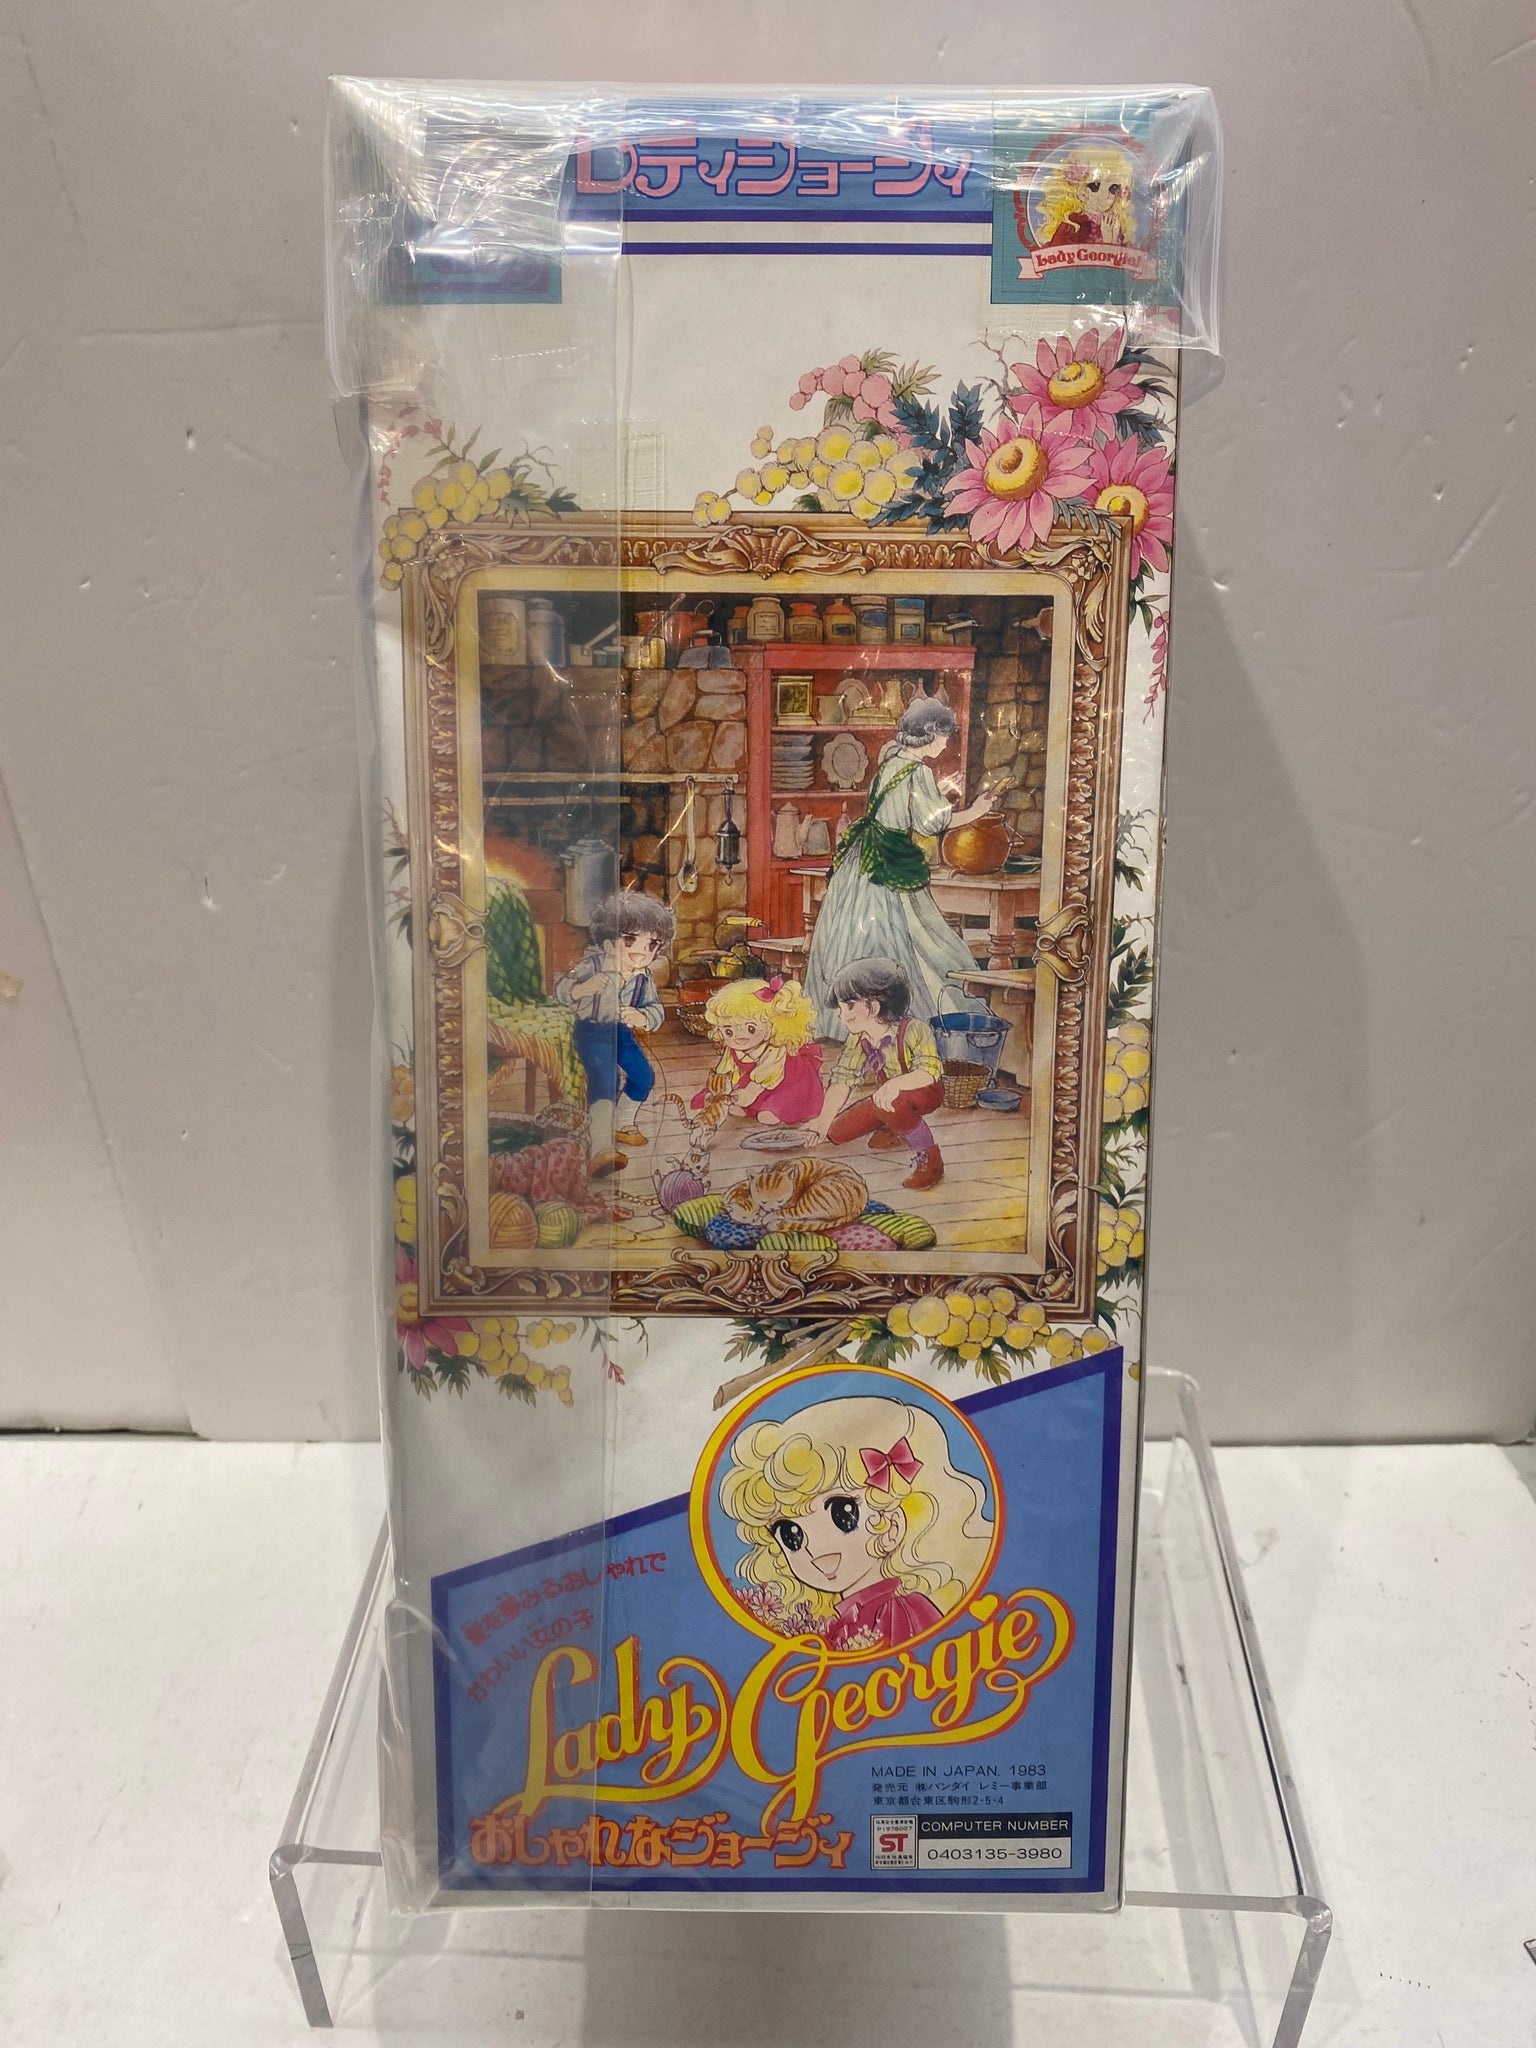 レディジョージィ
Lady Georgie!
愛を夢みるおしゃれで
かわいい女の子
Lady Georgie
おしゃれなジョージィ
MADE IN JAPAN. 1983
発売元 ㈱バンダイ レミー事業部
東京都台東区駒形2-5-4
ST
COMPUTER NUMBER
0403135-3980